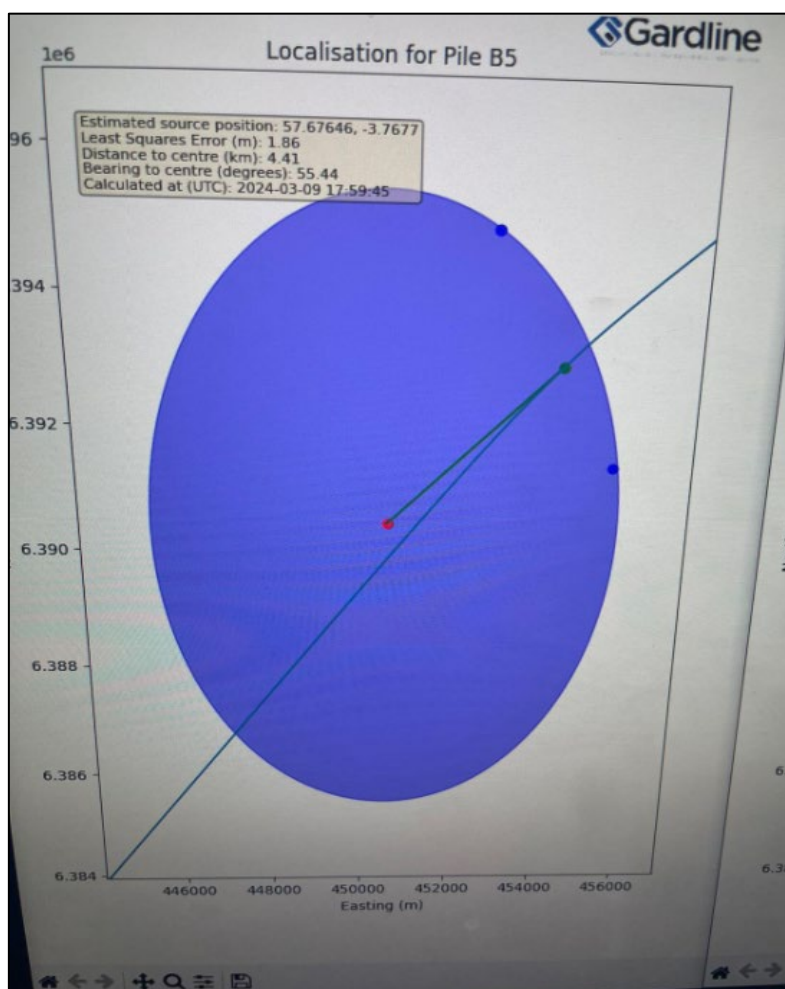 Gardline
1e6
Localisation for Pile B5
Estimated source position: 57.67646, -3.7677
Least Squares Error (m): 1.86
Distance to centre (km): 4.41
Bearing to centre (degrees): 55.44
Calculated at (UTC): 2024-03-09 17:59:45
96
394
6.392
6.390
6.388
6.386
6.384
446000 448000 450000 452000 454000 456000
Easting (m)
6
6.3